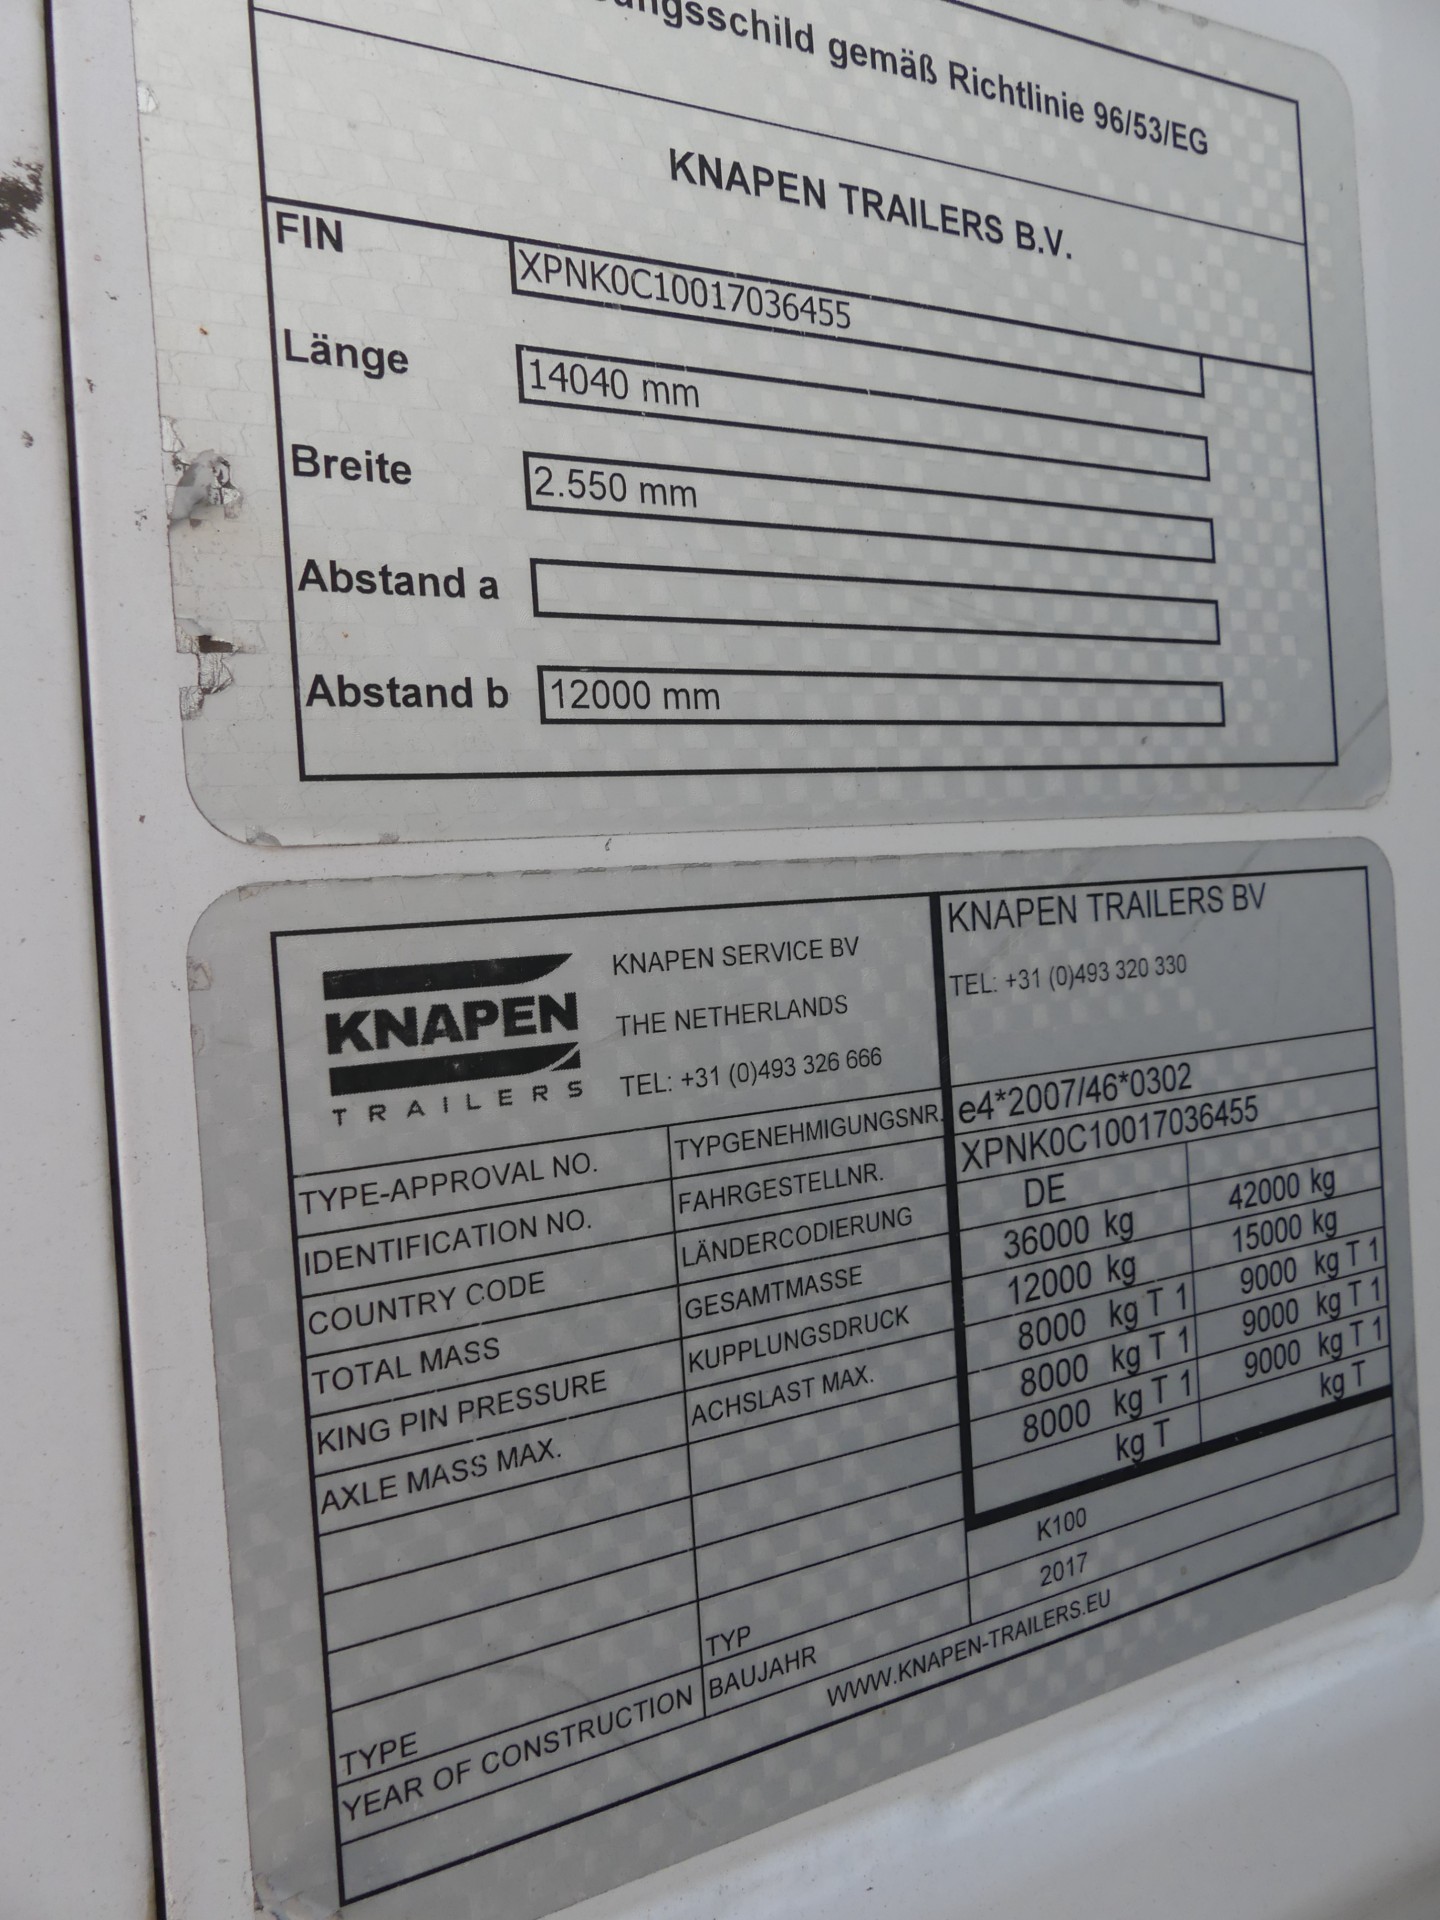 gemäß Richtlinie 96/53/EG
KNAPEN TRAILERS B.V.
FIN XPNK0C10017036455
Länge 14040 mm
Breite 2.550 mm
Abstand a
Abstand b 12000 mm
KNAPEN
TRAILERS
KNAPEN SERVICE BV
THE NETHERLANDS
TEL: +31 (0)493 326 666
KNAPEN TRAILERS BV
TEL: +31 (0)493 320 330
TYPE-APPROVAL NO. TYPGENEHMIGUNGSNR. e4*2007/46*0302
IDENTIFICATION NO. FAHRGESTELLNR. XPNK0C10017036455
COUNTRY CODE LÄNDERCODIERUNG DE
TOTAL MASS GESAMTMASSE 36000 kg 42000 kg
KING PIN PRESSURE KUPPLUNGSDRUCK 12000 kg 15000 kg
AXLE MASS MAX. ACHSLAST MAX. 8000 kg T 1 9000 kg T 1
8000 kg T 1 9000 kg T 1
8000 kg T 1 9000 kg T 1
kg T kg T
TYPE TYP K100
YEAR OF CONSTRUCTION BAUJAHR 2017
WWW.KNAPEN-TRAILERS.EU